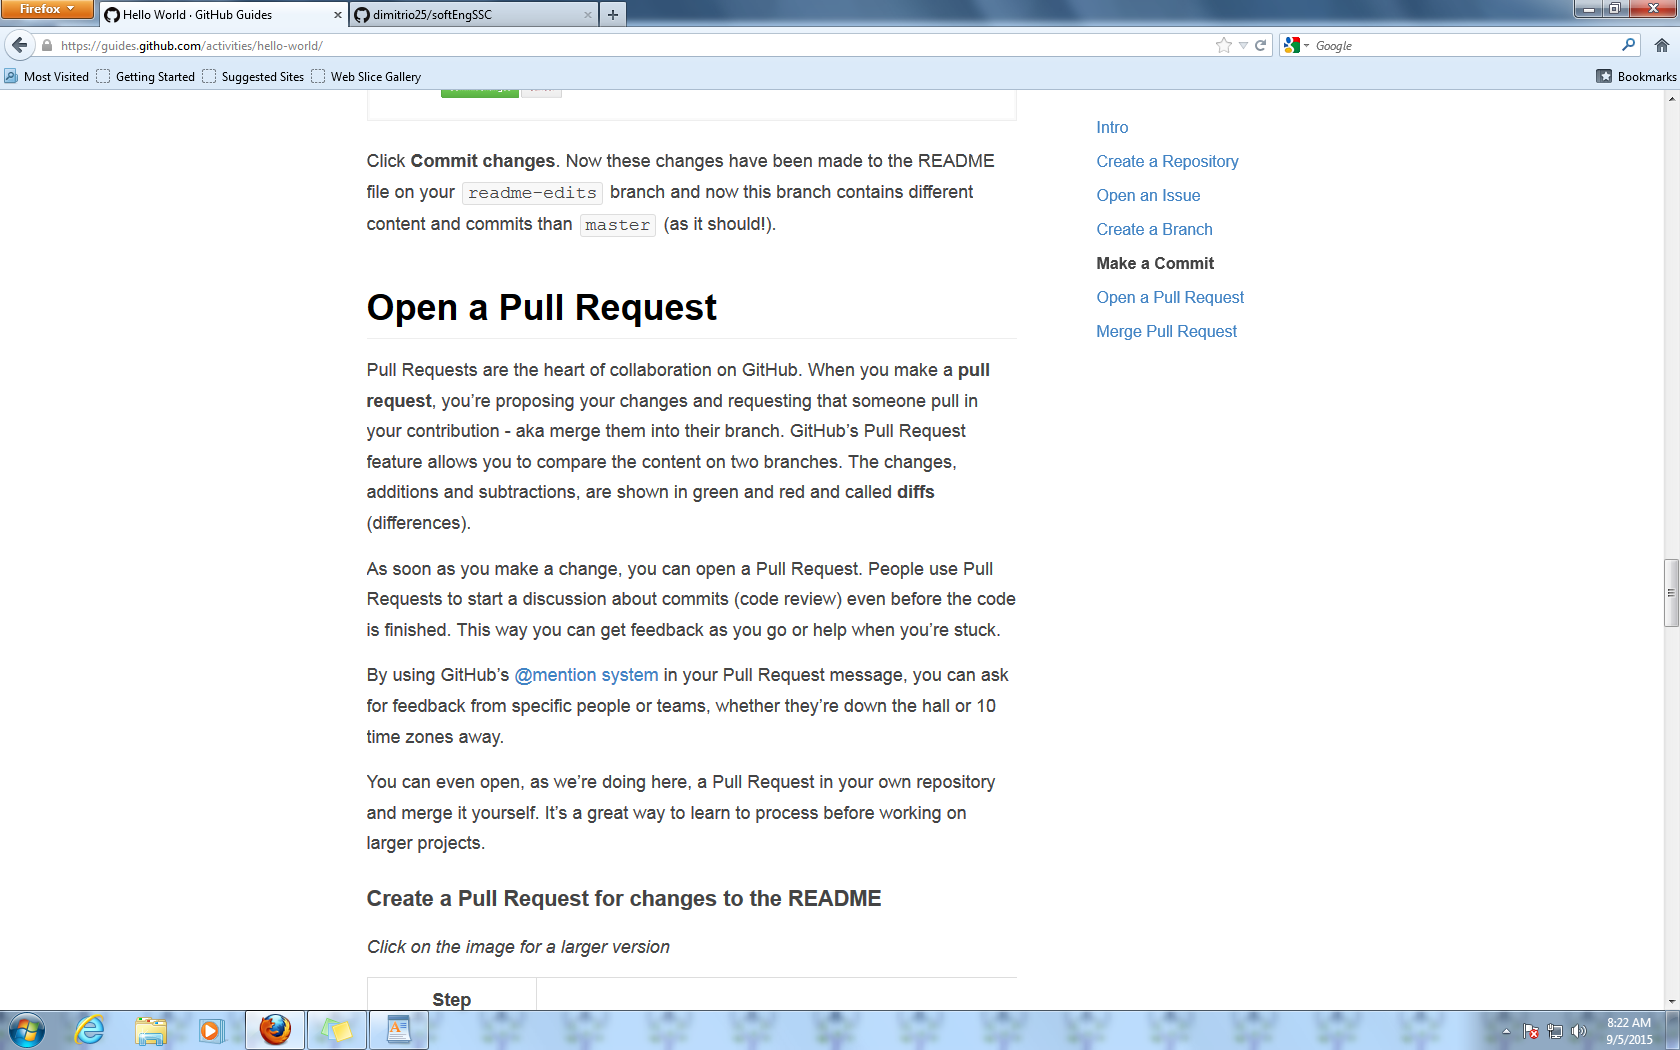 Firefox
Hello World · GitHub Guides
dimitrio25/softEngSSC
https://guides.github.com/activities/hello-world/
Google
Most Visited
Getting Started
Suggested Sites
Web Slice Gallery
Bookmarks
Click Commit changes. Now these changes have been made to the README
file on your readme-edits branch and now this branch contains different
content and commits than master (as it should!).
Open a Pull Request
Pull Requests are the heart of collaboration on GitHub. When you make a pull
request, you’re proposing your changes and requesting that someone pull in
your contribution - aka merge them into their branch. GitHub’s Pull Request
feature allows you to compare the content on two branches. The changes,
additions and subtractions, are shown in green and red and called diffs
(differences).
As soon as you make a change, you can open a Pull Request. People use Pull
Requests to start a discussion about commits (code review) even before the code
is finished. This way you can get feedback as you go or help when you’re stuck.
By using GitHub’s @mention system in your Pull Request message, you can ask
for feedback from specific people or teams, whether they’re down the hall or 10
time zones away.
You can even open, as we’re doing here, a Pull Request in your own repository
and merge it yourself. It’s a great way to learn to process before working on
larger projects.
Create a Pull Request for changes to the README
Click on the image for a larger version
Step
Intro
Create a Repository
Open an Issue
Create a Branch
Make a Commit
Open a Pull Request
Merge Pull Request
8:22 AM
9/5/2015